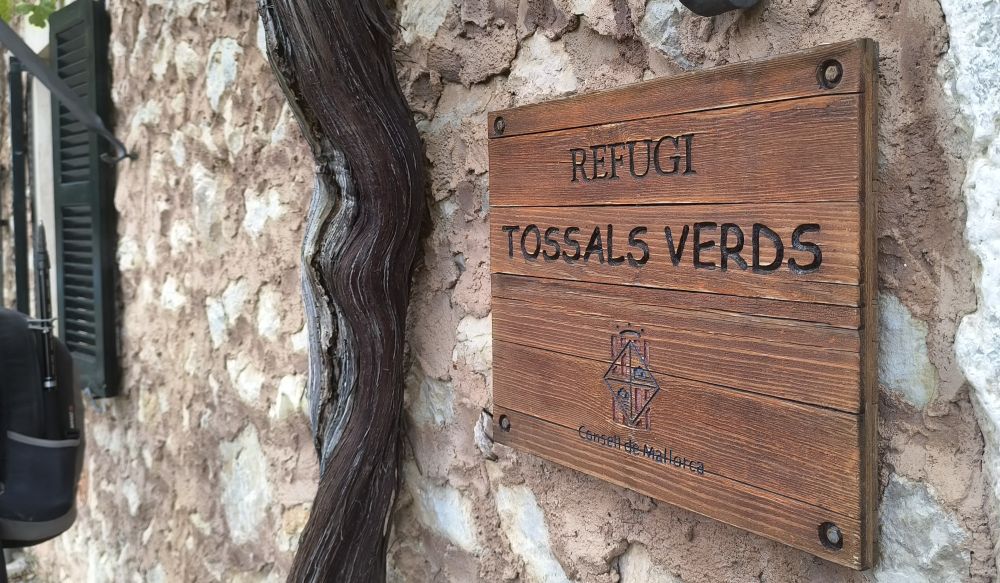 REFUGI
TOSSALS VERDS
Consell de Mallorca